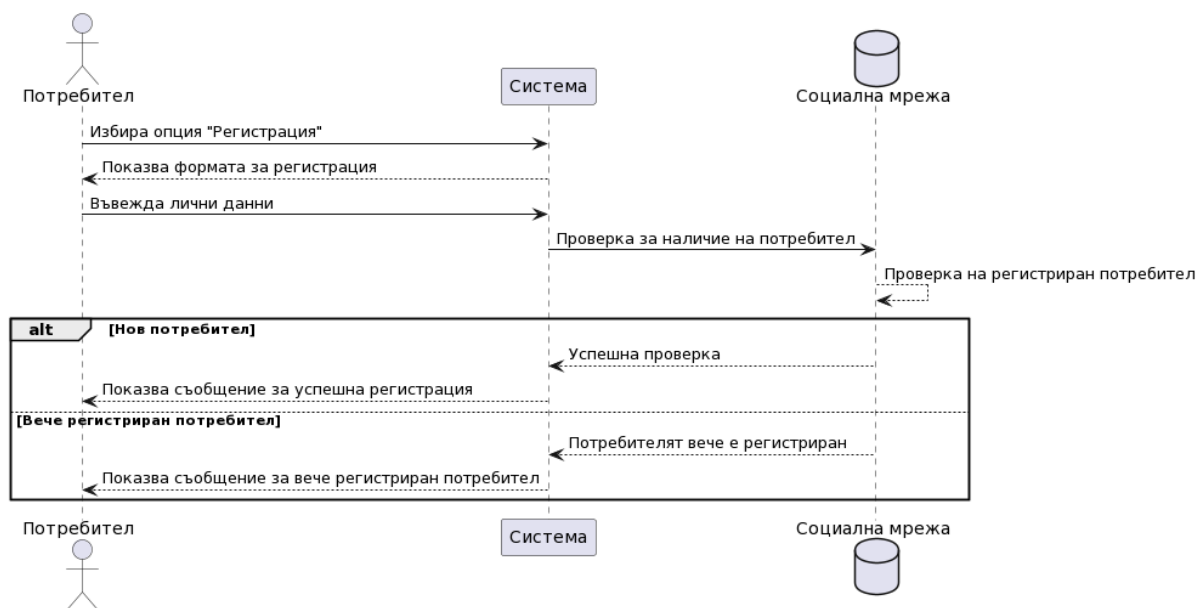 Потребител
Система
Социална мрежа
Избира опция "Регистрация"
Показва формата за регистрация
Въвежда лични данни
Проверка за наличие на потребител
Проверка на регистриран потребител
alt [Нов потребител]
Успешна проверка
Показва съобщение за успешна регистрация
[Вече регистриран потребител]
Потребителят вече е регистриран
Показва съобщение за вече регистриран потребител
Потребител
Система
Социална мрежа